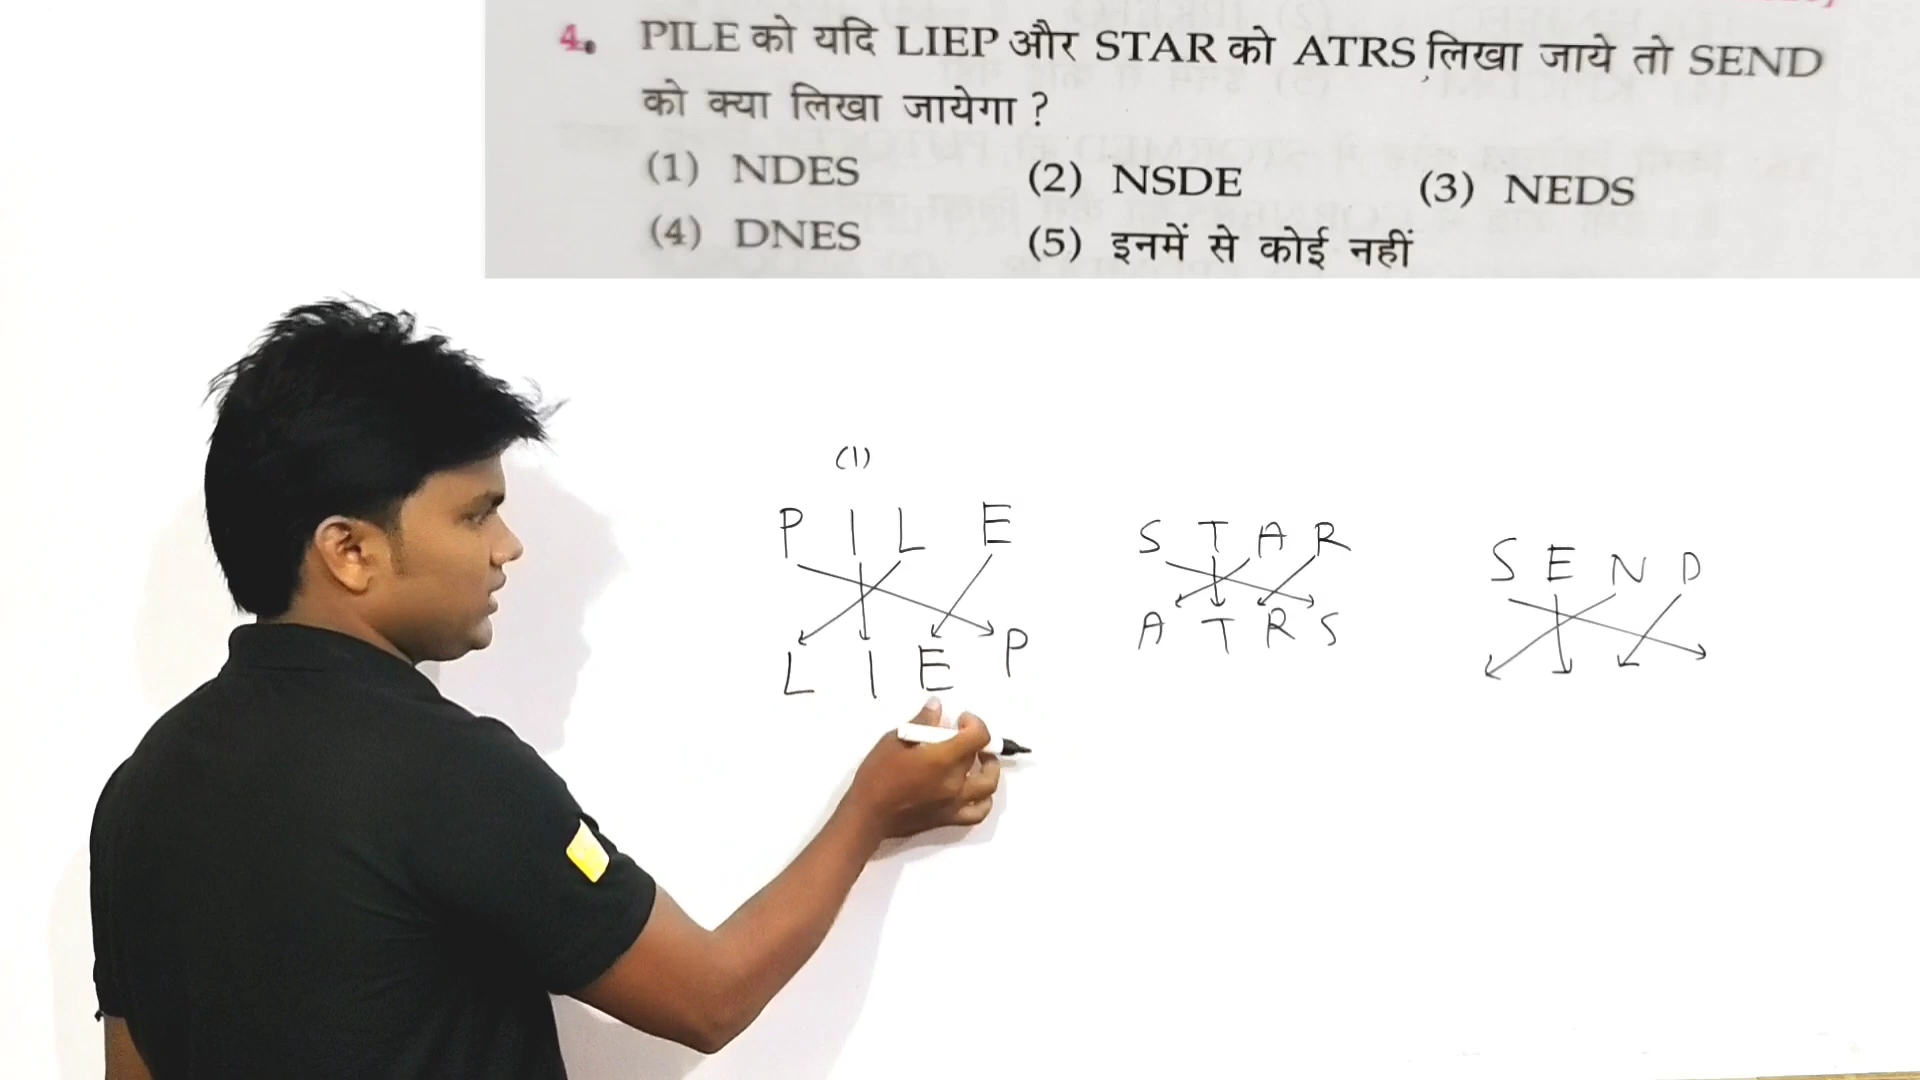 4. PILE को यदि LIEP और STAR को ATRS लिखा जाये तो SEND
को क्या लिखा जायेगा ?
(1) NDES (2) NSDE (3) NEDS
(4) DNES (5) इनमें से कोई नहीं
(1)
P I L E S T A R S E N D
L I E P A T R S